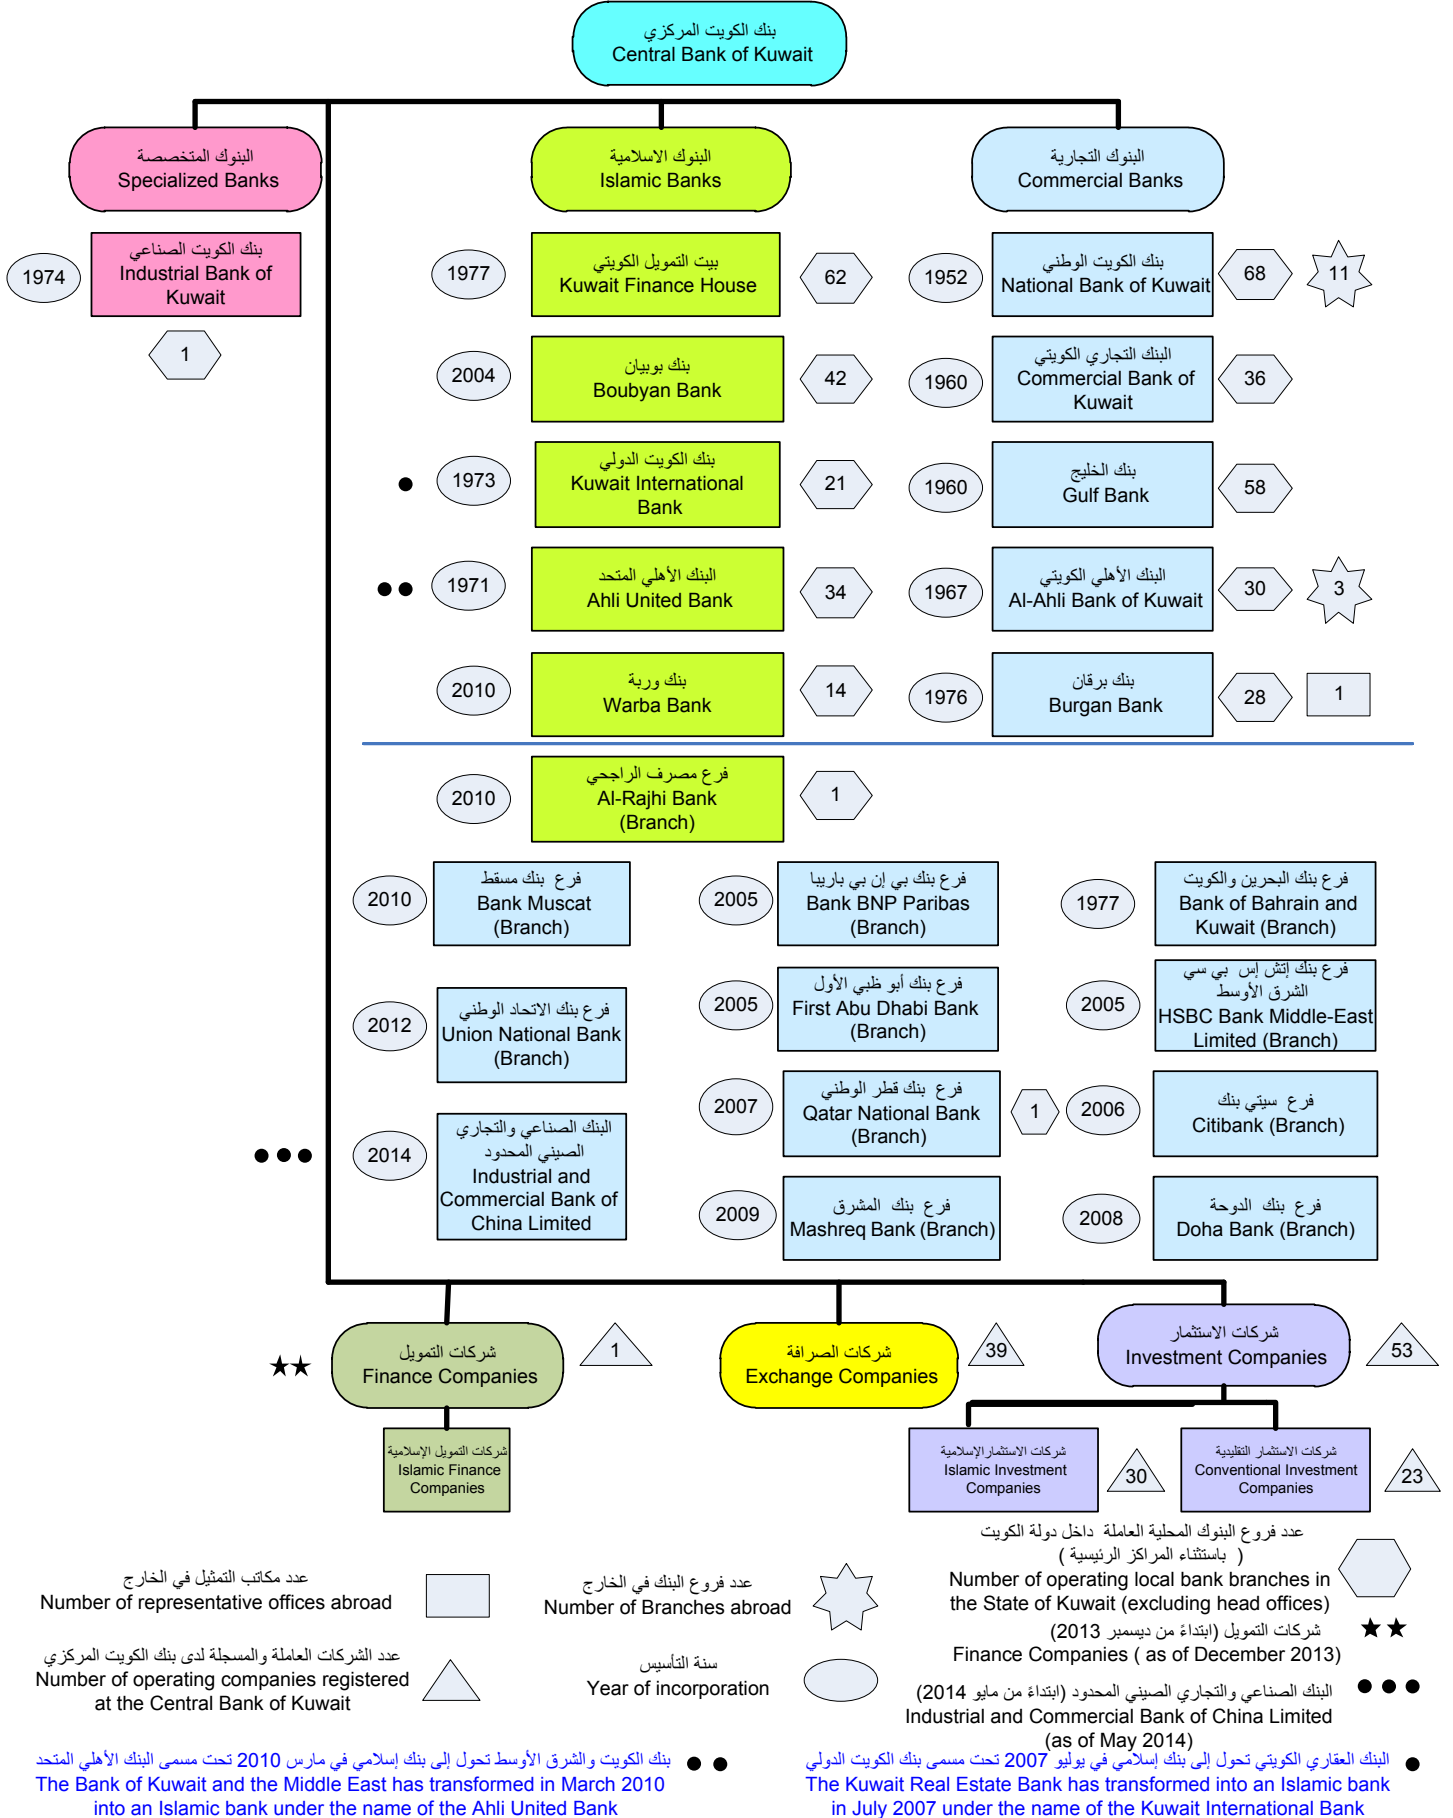 بنك الكويت المركزي
Central Bank of Kuwait
البنوك المتخصصة
Specialized Banks
البنوك الاسلامية
Islamic Banks
البنوك التجارية
Commercial Banks
1974
بنك الكويت الصناعي
Industrial Bank of
Kuwait
1
1977
بيت التمويل الكويتي
Kuwait Finance House
62
1952
بنك الكويت الوطني
National Bank of Kuwait
68
11
2004
بنك بوبيان
Boubyan Bank
42
1960
البنك التجاري الكويتي
Commercial Bank of
Kuwait
36
●
1973
بنك الكويت الدولي
Kuwait International
Bank
21
1960
بنك الخليج
Gulf Bank
58
●●
1971
البنك الأهلي المتحد
Ahli United Bank
34
1967
البنك الأهلي الكويتي
Al-Ahli Bank of Kuwait
30
3
2010
بنك وربة
Warba Bank
14
1976
بنك برقان
Burgan Bank
28
1
2010
فرع مصرف الراجحي
Al-Rajhi Bank
(Branch)
1
2010
فرع بنك مسقط
Bank Muscat
(Branch)
2005
فرع بنك بي إن بي باريبا
Bank BNP Paribas
(Branch)
1977
فرع بنك البحرين والكويت
Bank of Bahrain and
Kuwait (Branch)
2012
فرع بنك الاتحاد الوطني
Union National Bank
(Branch)
2005
فرع بنك أبو ظبي الأول
First Abu Dhabi Bank
(Branch)
2005
فرع بنك إتش إس بي سي
الشرق الأوسط
HSBC Bank Middle-East
Limited (Branch)
●●●
2014
البنك الصناعي والتجاري
الصيني المحدود
Industrial and
Commercial Bank of
China Limited
2007
فرع بنك قطر الوطني
Qatar National Bank
(Branch)
1
2006
فرع سيتي بنك
Citibank (Branch)
2009
فرع بنك المشرق
Mashreq Bank (Branch)
2008
فرع بنك الدوحة
Doha Bank (Branch)
★★
شركات التمويل
Finance Companies
1
شركات الصرافة
Exchange Companies
39
شركات الاستثمار
Investment Companies
53
شركات التمويل الإسلامية
Islamic Finance
Companies
شركات الاستثمار الإسلامية
Islamic Investment
Companies
30
شركات الاستثمار التقليدية
Conventional Investment
Companies
23
عدد فروع البنوك المحلية العاملة داخل دولة الكويت
( باستثناء المراكز الرئيسية )
Number of operating local bank branches in
the State of Kuwait (excluding head offices)
عدد فروع البنك في الخارج
Number of Branches abroad
عدد مكاتب التمثيل في الخارج
Number of representative offices abroad
★★ شركات التمويل (ابتداءً من ديسمبر 2013)
Finance Companies ( as of December 2013)
سنة التأسيس
Year of incorporation
عدد الشركات العاملة والمسجلة لدى بنك الكويت المركزي
Number of operating companies registered
at the Central Bank of Kuwait
●●● البنك الصناعي والتجاري الصيني المحدود (ابتداءً من مايو 2014)
Industrial and Commercial Bank of China Limited
(as of May 2014)
● البنك العقاري الكويتي تحول إلى بنك إسلامي في يوليو 2007 تحت مسمى بنك الكويت الدولي
The Kuwait Real Estate Bank has transformed into an Islamic bank
in July 2007 under the name of the Kuwait International Bank
●● بنك الكويت والشرق الأوسط تحول إلى بنك إسلامي في مارس 2010 تحت مسمى البنك الأهلي المتحد
The Bank of Kuwait and the Middle East has transformed in March 2010
into an Islamic bank under the name of the Ahli United Bank